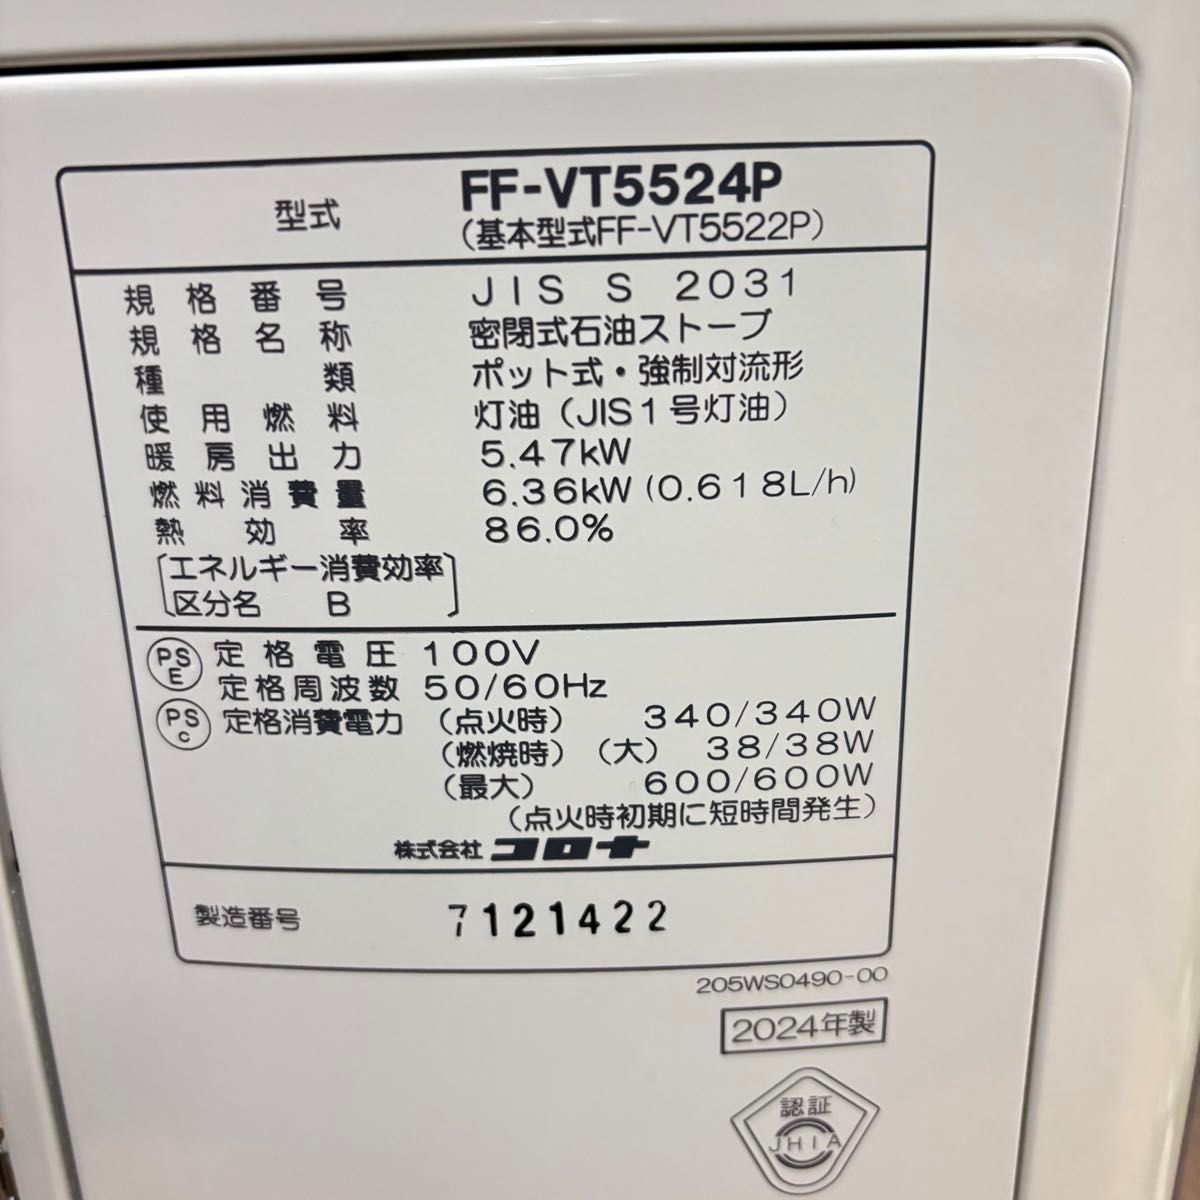 型式 FF-VT5524P
（基本型式FF-VT5522P）
規格番号 JIS S 2031
規格名称 密閉式石油ストーブ
種類 ポット式・強制対流形
使用燃料 灯油（JIS1号灯油）
暖房出力 5.47kW
燃料消費量 6.36kW(0.618L/h)
熱効率 86.0%
［エネルギー消費効率
区分名 B］
PSE 定格電圧 100V
定格周波数 50/60Hz
PSC 定格消費電力（点火時） 340/340W
（燃焼時）（大） 38/38W
（最大） 600/600W
（点火時初期に短時間発生）
株式会社 コロナ
製造番号 7121422
205WS0490-00
2024年製
認証
JHIA